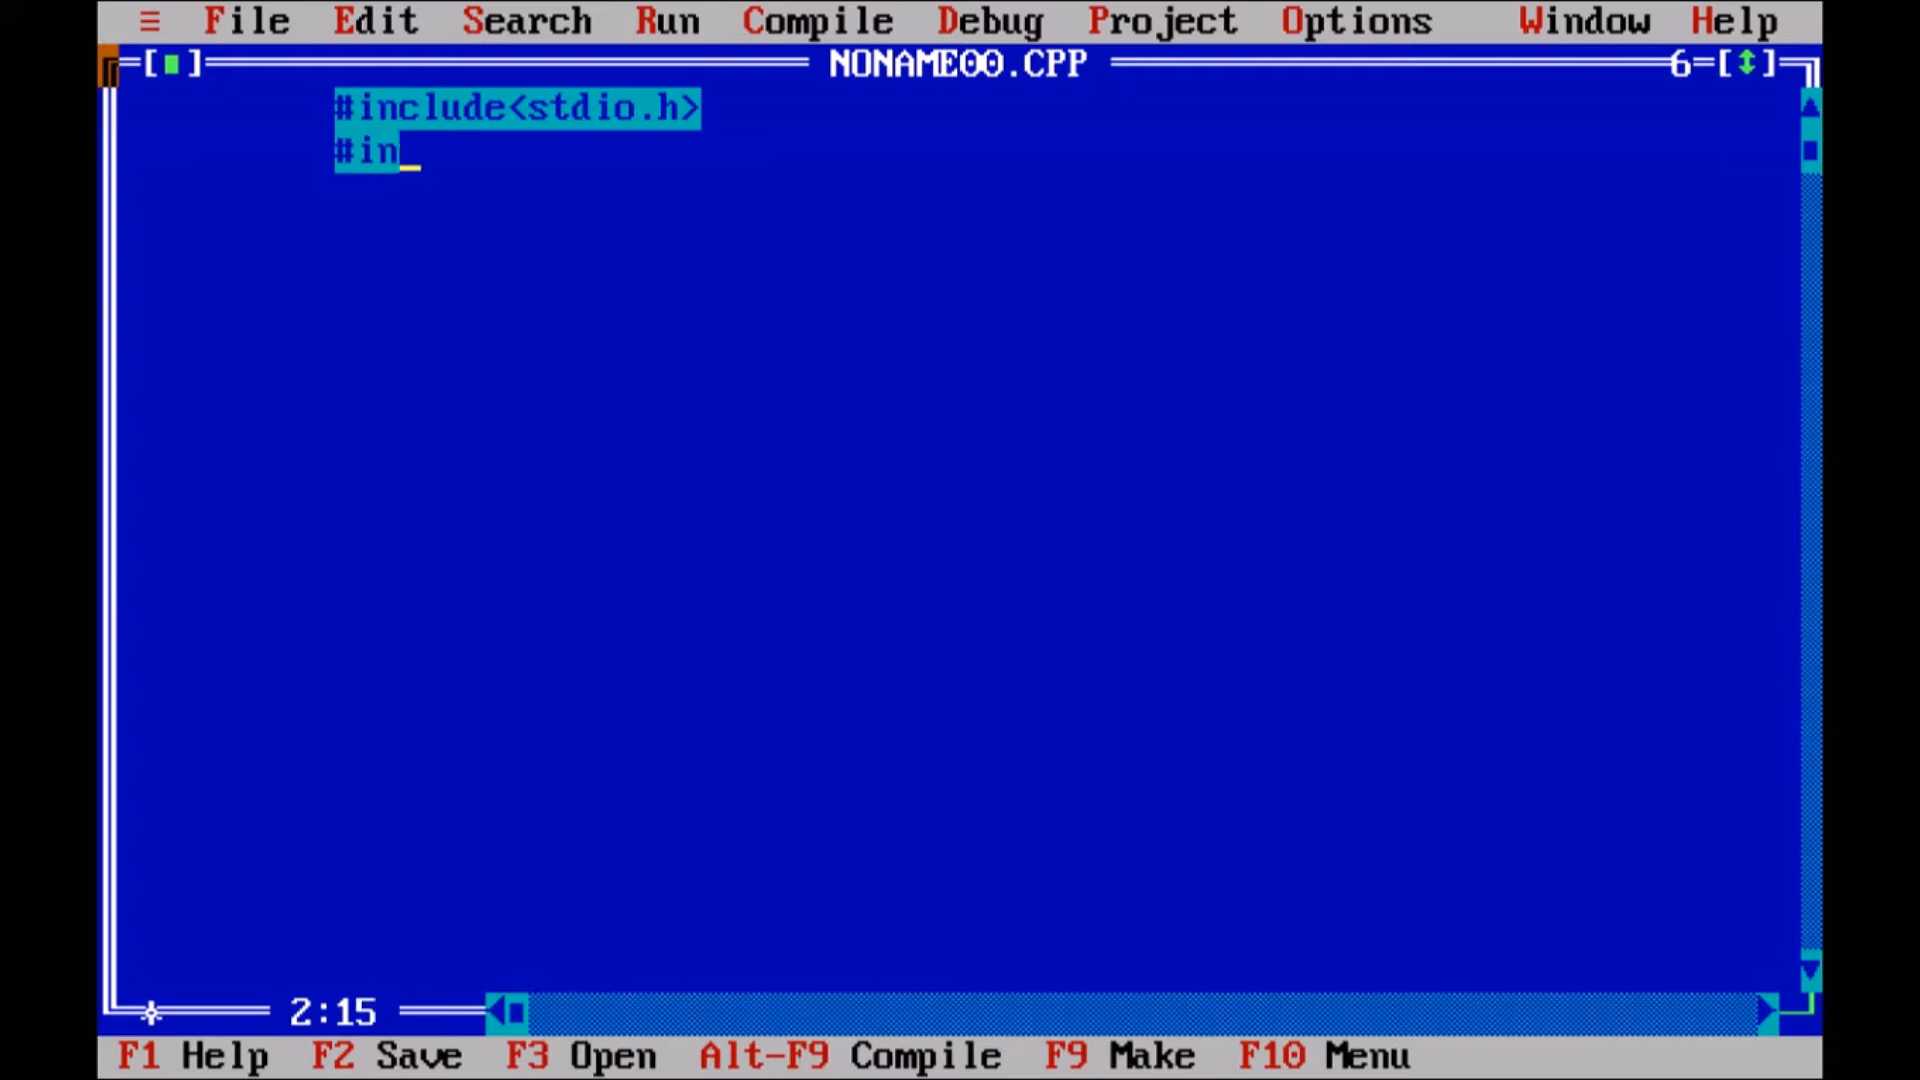 ≡ File Edit Search Run Compile Debug Project Options Window Help
[■] NONAME00.CPP 6=[↕]
#include<stdio.h>
#in_
2:15
F1 Help F2 Save F3 Open Alt-F9 Compile F9 Make F10 Menu